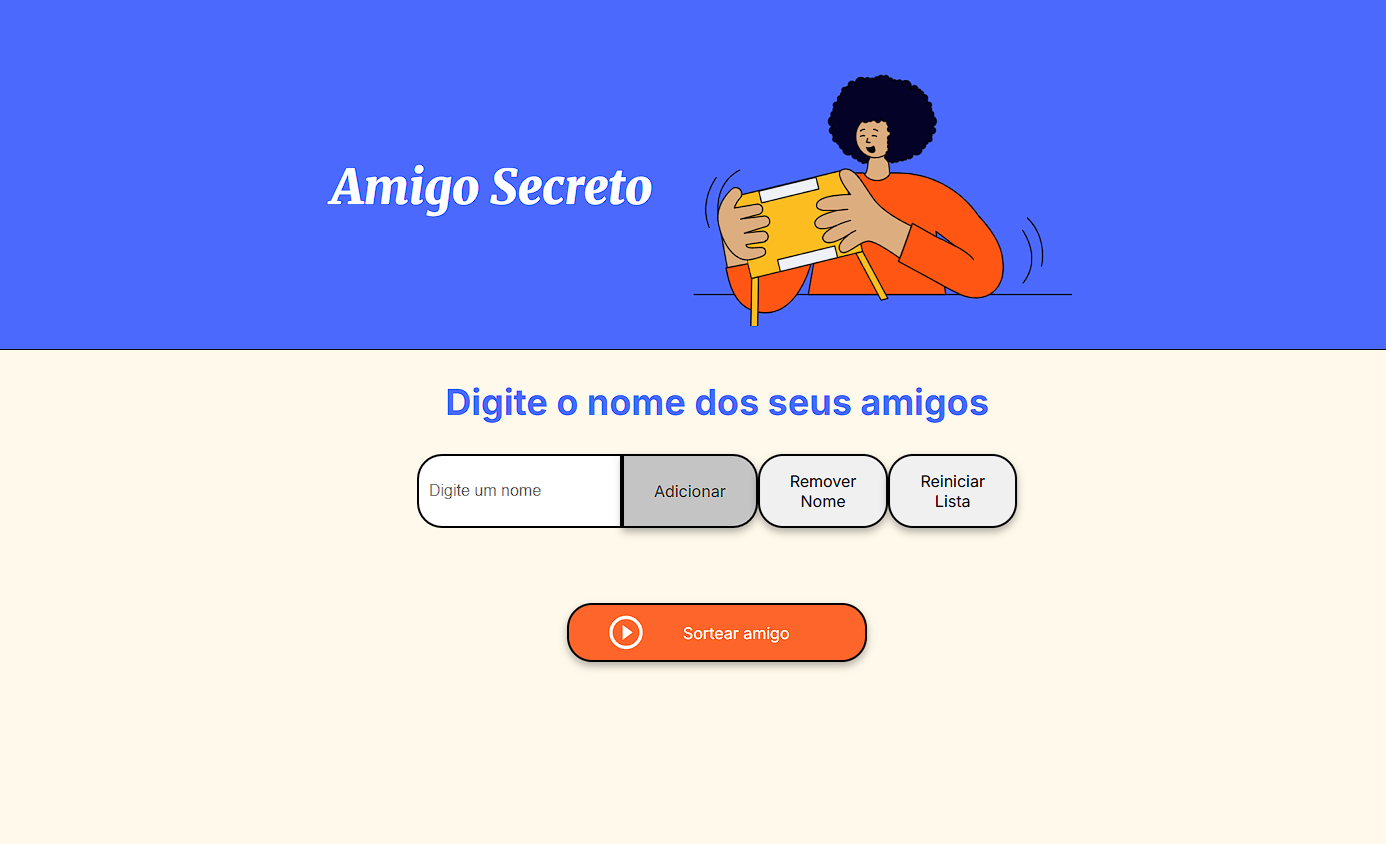 Amigo Secreto
Digite o nome dos seus amigos
Digite um nome
Adicionar
Remover
Nome
Reiniciar
Lista
Sortear amigo